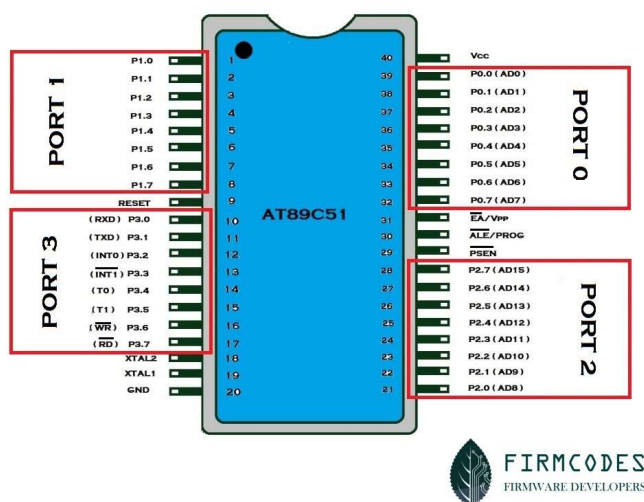 PORT 1
P1.0 1
P1.1 2
P1.2 3
P1.3 4
P1.4 5
P1.5 6
P1.6 7
P1.7 8
RESET 9
PORT 3
(RXD) P3.0 10
(TXD) P3.1 11
(INT0) P3.2 12
(INT1) P3.3 13
(T0) P3.4 14
(T1) P3.5 15
(WR) P3.6 16
(RD) P3.7 17
XTAL2 18
XTAL1 19
GND 20
AT89C51
40 Vcc
39 P0.0 (AD0)
38 P0.1 (AD1)
37 P0.2 (AD2)
36 P0.3 (AD3)
35 P0.4 (AD4)
34 P0.5 (AD5)
33 P0.6 (AD6)
32 P0.7 (AD7)
PORT 0
31 EA/VPP
30 ALE/PROG
29 PSEN
28 P2.7 (AD15)
27 P2.6 (AD14)
26 P2.5 (AD13)
25 P2.4 (AD12)
24 P2.3 (AD11)
23 P2.2 (AD10)
22 P2.1 (AD9)
21 P2.0 (AD8)
PORT 2
FIRMCODES
FIRMWARE DEVELOPERS